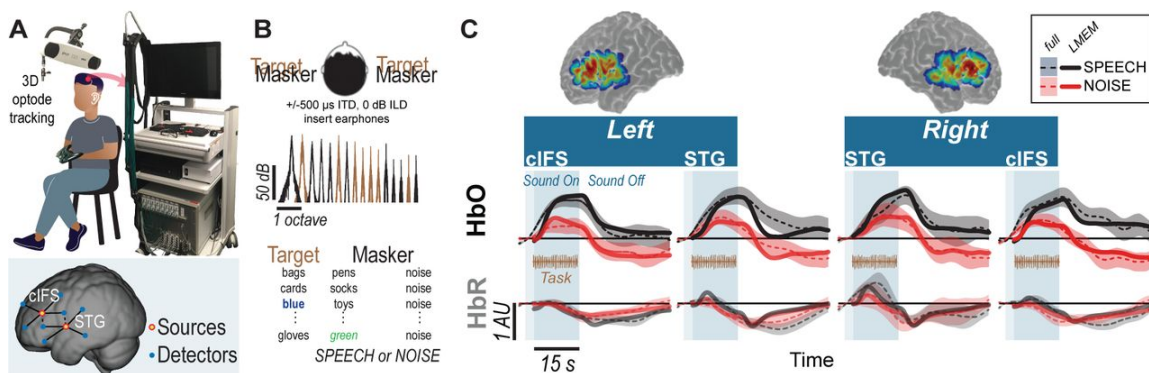 A
3D
optode
tracking
cIFS
STG
Sources
Detectors
B
Target Target
Masker Masker
+/-500 µs ITD, 0 dB ILD
insert earphones
50 dB
1 octave
Target Masker
bags pens noise
cards socks noise
blue toys noise
gloves green noise
SPEECH or NOISE
C
full LMEM
SPEECH
NOISE
Left Right
cIFS STG STG cIFS
Sound On Sound Off
HbO
Task
HbR
1 AU
15 s
Time